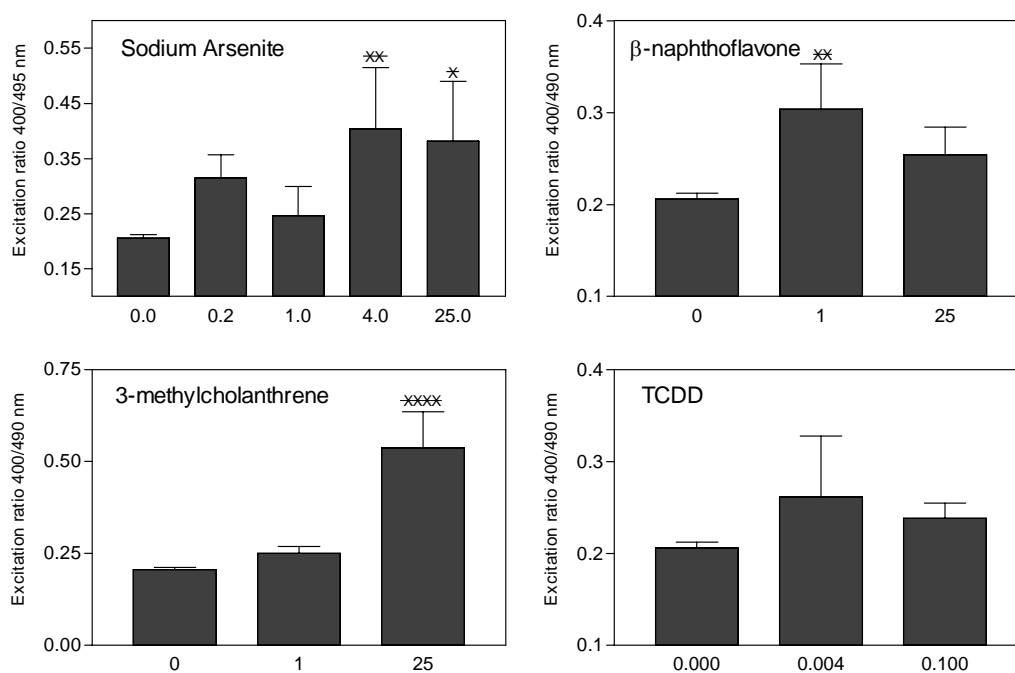 Sodium Arsenite
Excitation ratio 400/495 nm
0.55
0.45
0.35
0.25
0.15
** *
0.0 0.2 1.0 4.0 25.0
β-naphthoflavone
Excitation ratio 400/490 nm
0.4
0.3
0.2
0.1
**
0 1 25
3-methylcholanthrene
Excitation ratio 400/490 nm
0.75
0.50
0.25
0.00
****
0 1 25
TCDD
Excitation ratio 400/490 nm
0.4
0.3
0.2
0.1
0.000 0.004 0.100